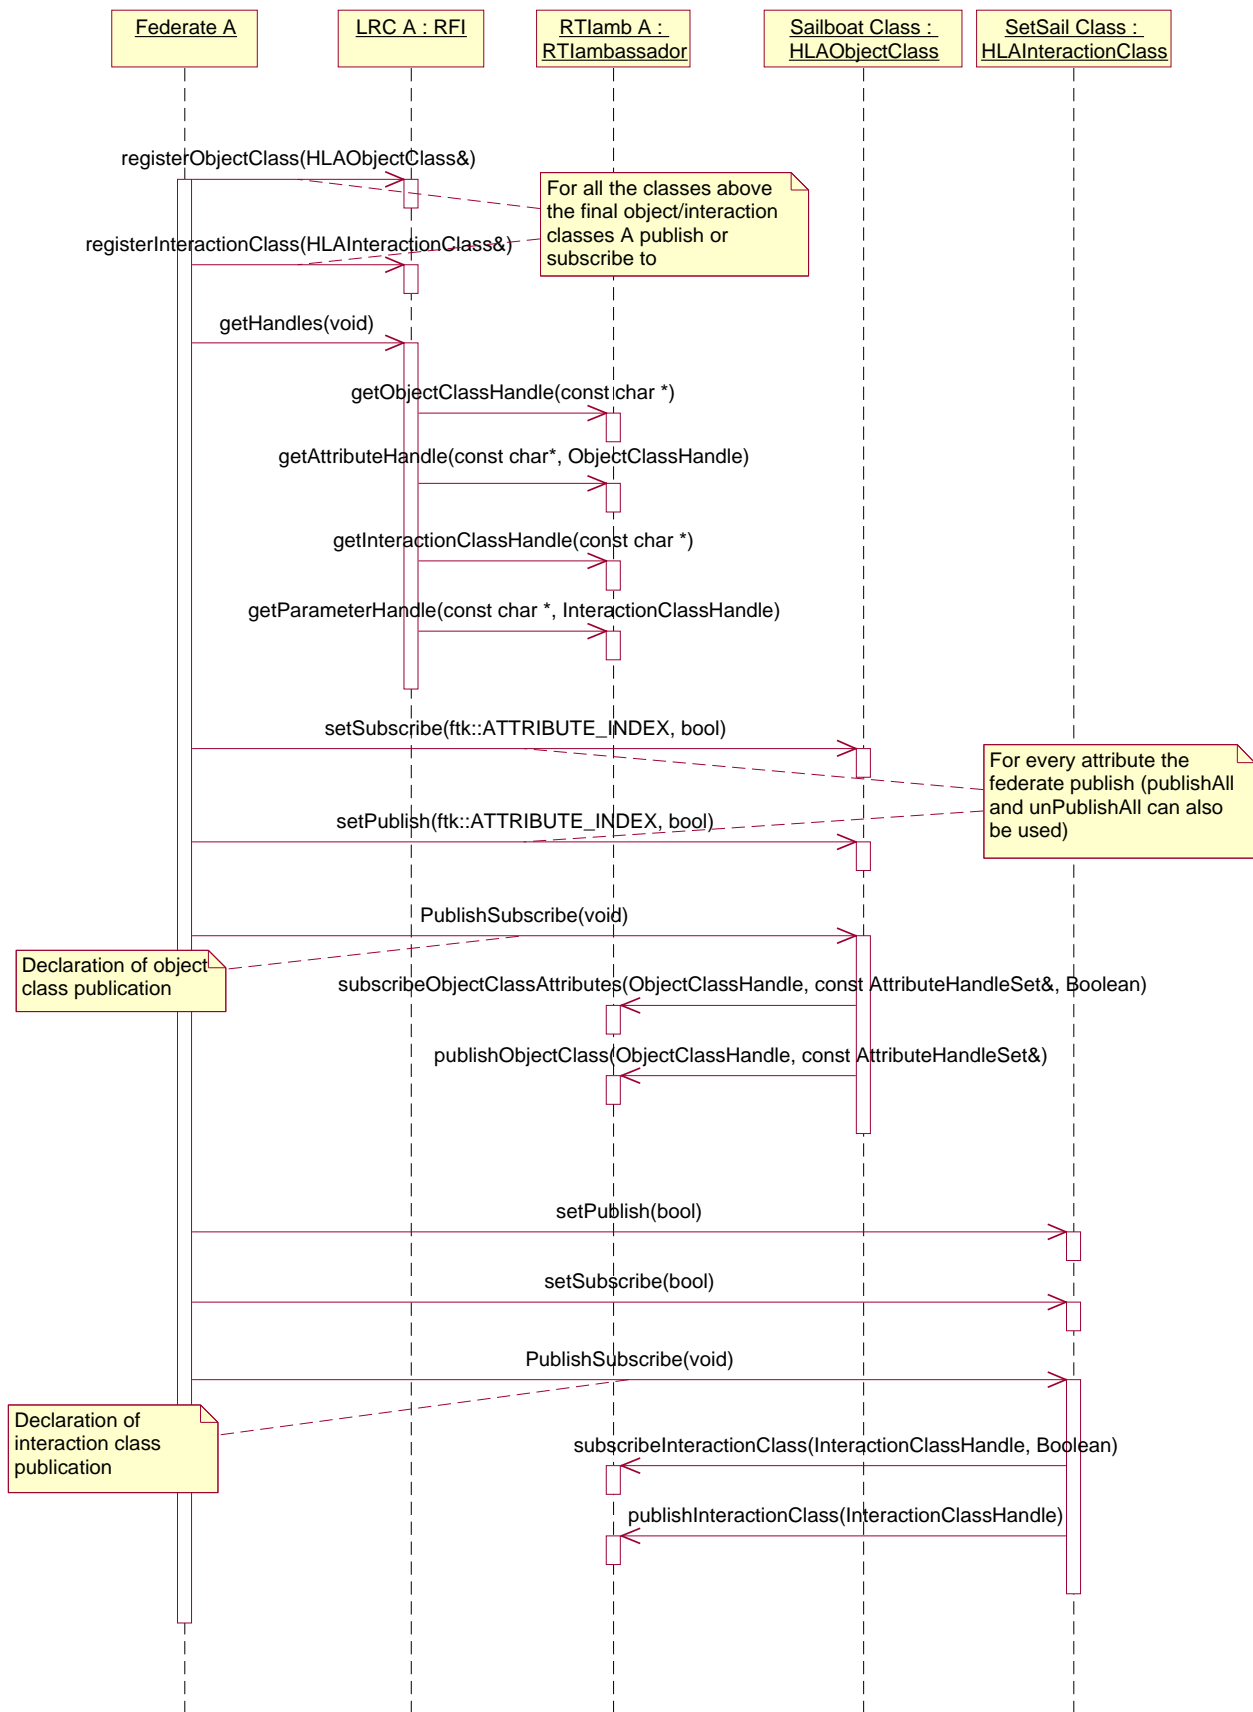 Federate A
LRC A : RFI
RTIamb A :
RTIambassador
Sailboat Class :
HLAObjectClass
SetSail Class :
HLAInteractionClass
registerObjectClass(HLAObjectClass&)
For all the classes above
the final object/interaction
classes A publish or
subscribe to
registerInteractionClass(HLAInteractionClass&)
getHandles(void)
getObjectClassHandle(const char *)
getAttributeHandle(const char*, ObjectClassHandle)
getInteractionClassHandle(const char *)
getParameterHandle(const char *, InteractionClassHandle)
setSubscribe(ftk::ATTRIBUTE_INDEX, bool)
For every attribute the
federate publish (publishAll
and unPublishAll can also
be used)
setPublish(ftk::ATTRIBUTE_INDEX, bool)
PublishSubscribe(void)
Declaration of object
class publication
subscribeObjectClassAttributes(ObjectClassHandle, const AttributeHandleSet&, Boolean)
publishObjectClass(ObjectClassHandle, const AttributeHandleSet&)
setPublish(bool)
setSubscribe(bool)
PublishSubscribe(void)
Declaration of
interaction class
publication
subscribeInteractionClass(InteractionClassHandle, Boolean)
publishInteractionClass(InteractionClassHandle)